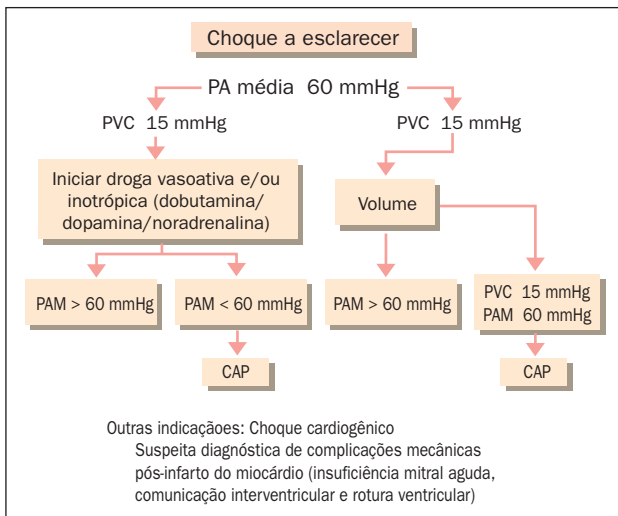 Choque a esclarecer
PA média 60 mmHg
PVC 15 mmHg
PVC 15 mmHg
Iniciar droga vasoativa e/ou
inotrópica (dobutamina/
dopamina/noradrenalina)
Volume
PAM > 60 mmHg
PAM < 60 mmHg
PAM > 60 mmHg
PVC 15 mmHg
PAM 60 mmHg
CAP
CAP
Outras indicaçãoes: Choque cardiogênico
Suspeita diagnóstica de complicações mecânicas
pós-infarto do miocárdio (insuficiência mitral aguda,
comunicação interventricular e rotura ventricular)